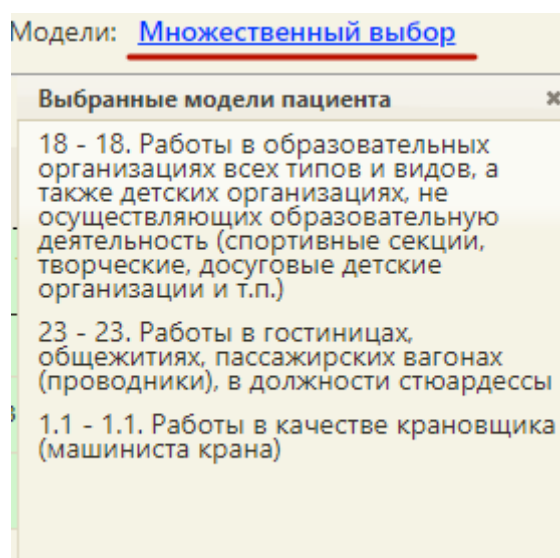 Модели: Множественный выбор
Выбранные модели пациента
18 - 18. Работы в образовательных
организациях всех типов и видов, а
также детских организациях, не
осуществляющих образовательную
деятельность (спортивные секции,
творческие, досуговые детские
организации и т.п.)
23 - 23. Работы в гостиницах,
общежитиях, пассажирских вагонах
(проводники), в должности стюардессы
1.1 - 1.1. Работы в качестве крановщика
(машиниста крана)